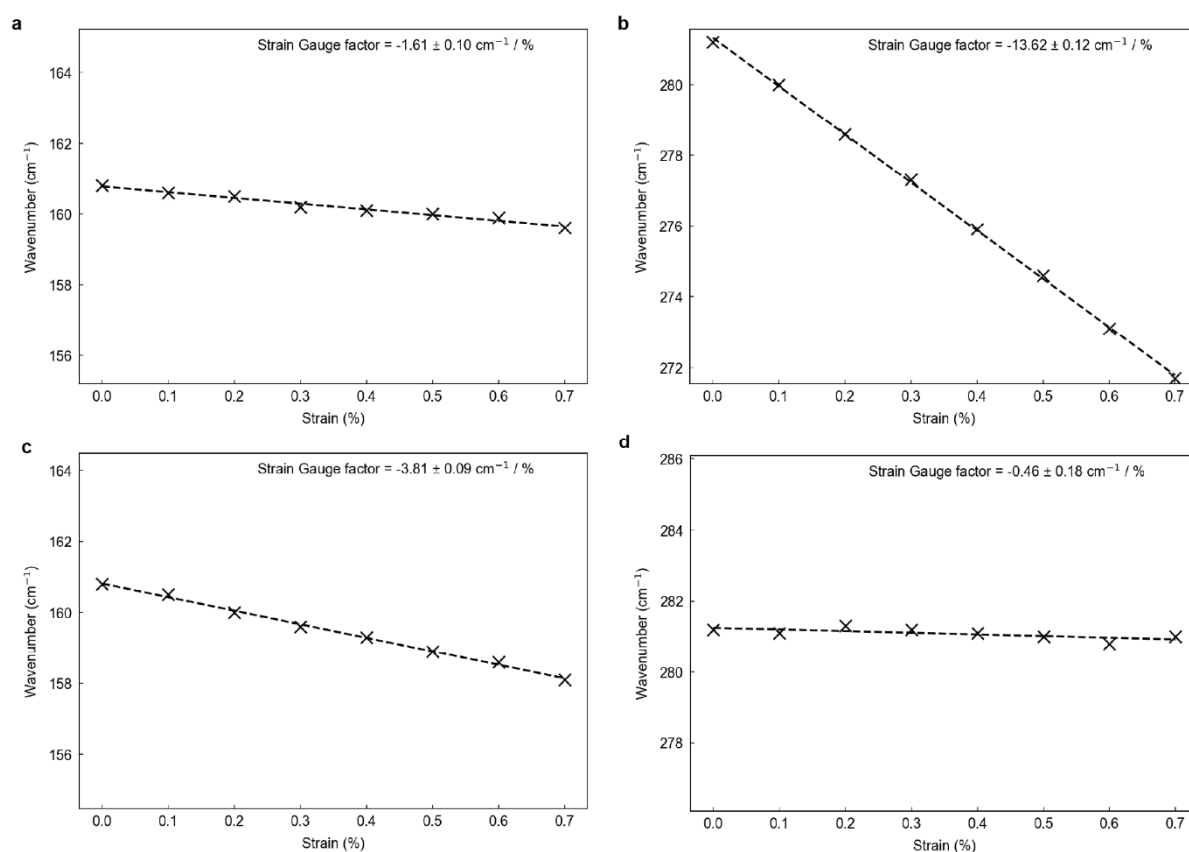 a
Strain Gauge factor = -1.61 ± 0.10 cm⁻¹ / %
Wavenumber (cm⁻¹)
164
162
160
158
156
0.0 0.1 0.2 0.3 0.4 0.5 0.6 0.7
Strain (%)
b
Strain Gauge factor = -13.62 ± 0.12 cm⁻¹ / %
Wavenumber (cm⁻¹)
280
278
276
274
272
0.0 0.1 0.2 0.3 0.4 0.5 0.6 0.7
Strain (%)
c
Strain Gauge factor = -3.81 ± 0.09 cm⁻¹ / %
Wavenumber (cm⁻¹)
164
162
160
158
156
0.0 0.1 0.2 0.3 0.4 0.5 0.6 0.7
Strain (%)
d
Strain Gauge factor = -0.46 ± 0.18 cm⁻¹ / %
Wavenumber (cm⁻¹)
286
284
282
280
278
0.0 0.1 0.2 0.3 0.4 0.5 0.6 0.7
Strain (%)